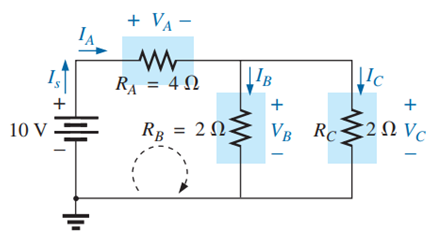 + V_A −
I_A
I_s
R_A = 4 Ω
I_B
I_C
+
+
+
10 V
R_B = 2 Ω
V_B
R_C
2 Ω
V_C
−
−
−